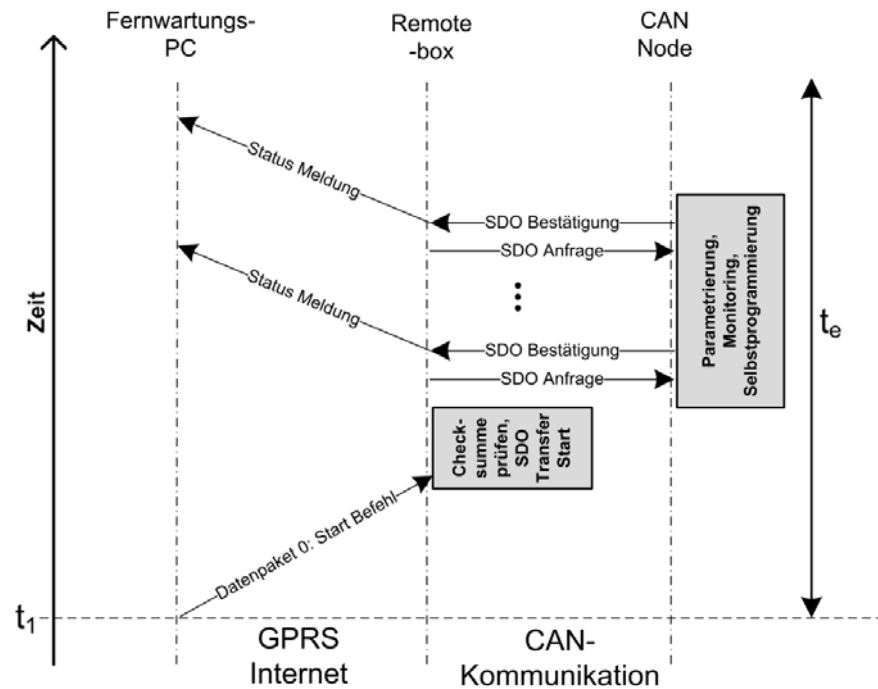 Fernwartungs-
PC
Remote
-box
CAN
Node
Zeit
Status Meldung
SDO Bestätigung
SDO Anfrage
Status Meldung
SDO Bestätigung
SDO Anfrage
Parametrierung,
Monitoring,
Selbstprogrammierung
te
Check-
summe
prüfen,
SDO
Transfer
Start
Datenpaket 0: Start Befehl
t1
GPRS
Internet
CAN-
Kommunikation